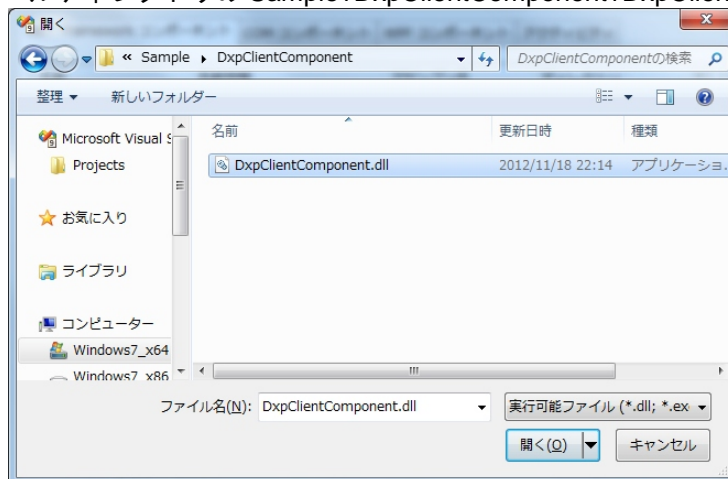 開く
« Sample ▸ DxpClientComponent
DxpClientComponentの検索
整理 ▼ 新しいフォルダー
名前 更新日時 種類
Microsoft Visual S
Projects
DxpClientComponent.dll 2012/11/18 22:14 アプリケーショ
お気に入り
ライブラリ
コンピューター
Windows7_x64
Windows7_x86
ファイル名(N): DxpClientComponent.dll
実行可能ファイル (*.dll; *.ex
開く(O) キャンセル